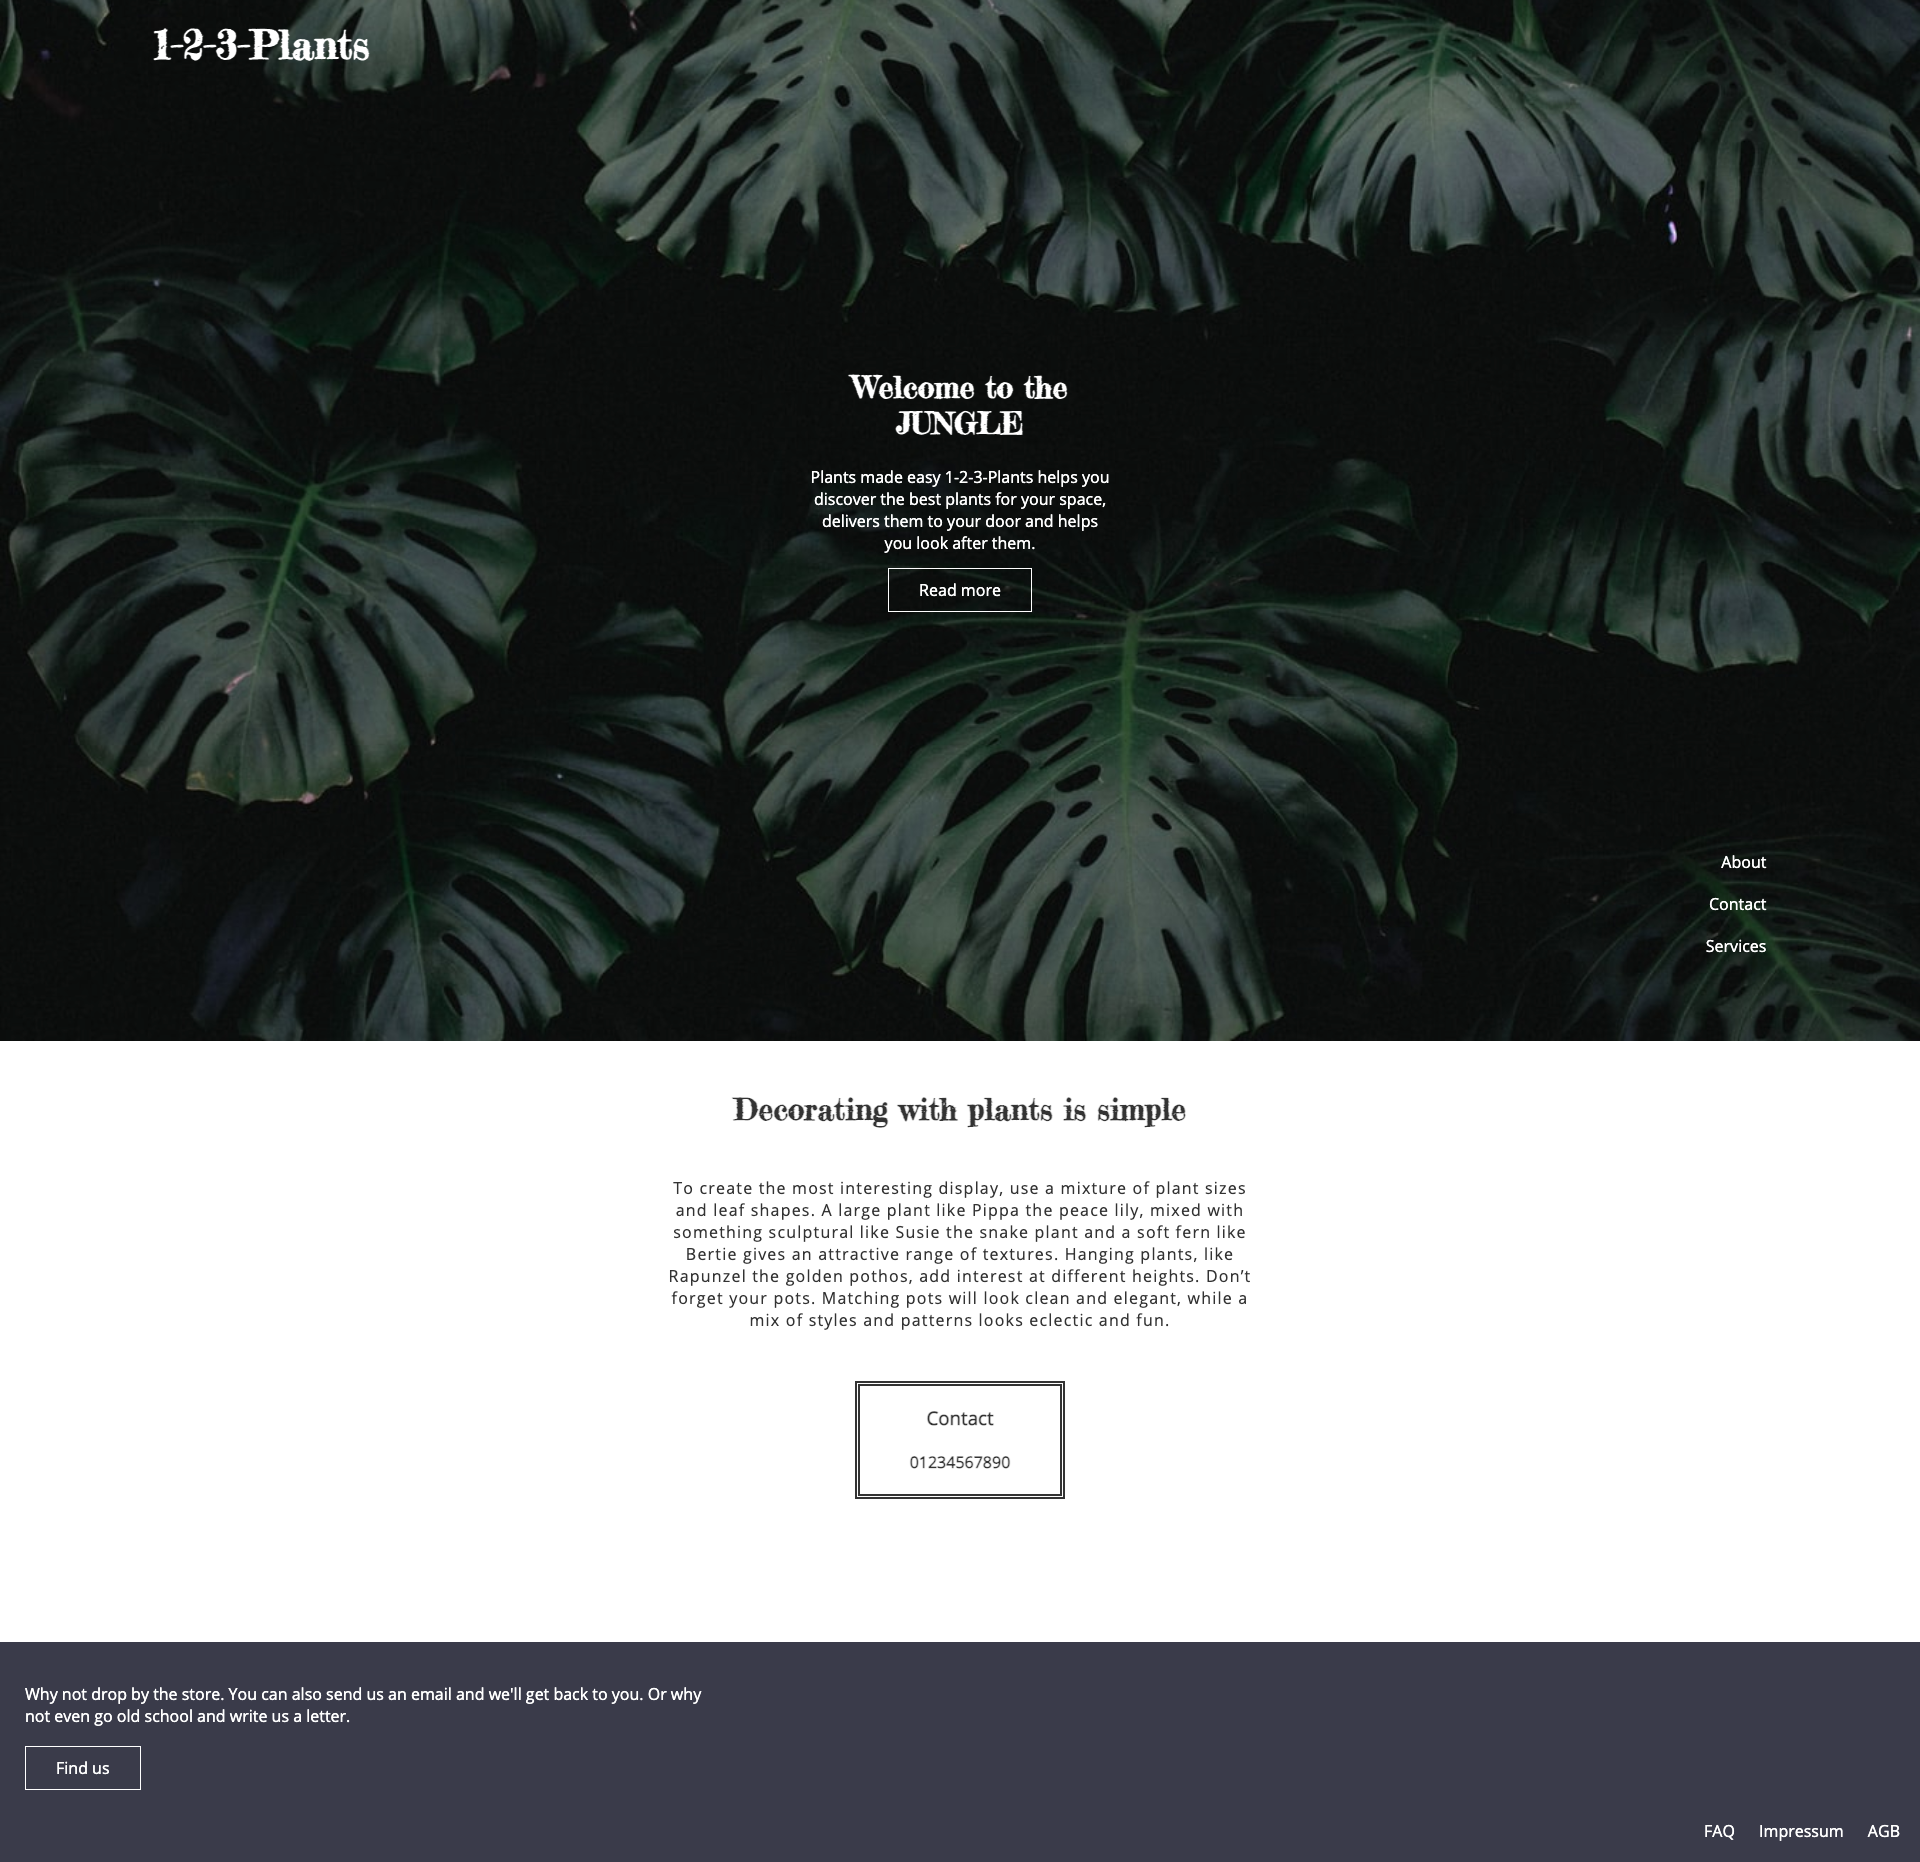 1-2-3-Plants
Welcome to the
JUNGLE
Plants made easy 1-2-3-Plants helps you
discover the best plants for your space,
delivers them to your door and helps
you look after them.
Read more
About
Contact
Services
Decorating with plants is simple
To create the most interesting display, use a mixture of plant sizes
and leaf shapes. A large plant like Pippa the peace lily, mixed with
something sculptural like Susie the snake plant and a soft fern like
Bertie gives an attractive range of textures. Hanging plants, like
Rapunzel the golden pothos, add interest at different heights. Don’t
forget your pots. Matching pots will look clean and elegant, while a
mix of styles and patterns looks eclectic and fun.
Contact
01234567890
Why not drop by the store. You can also send us an email and we'll get back to you. Or why
not even go old school and write us a letter.
Find us
FAQ Impressum AGB